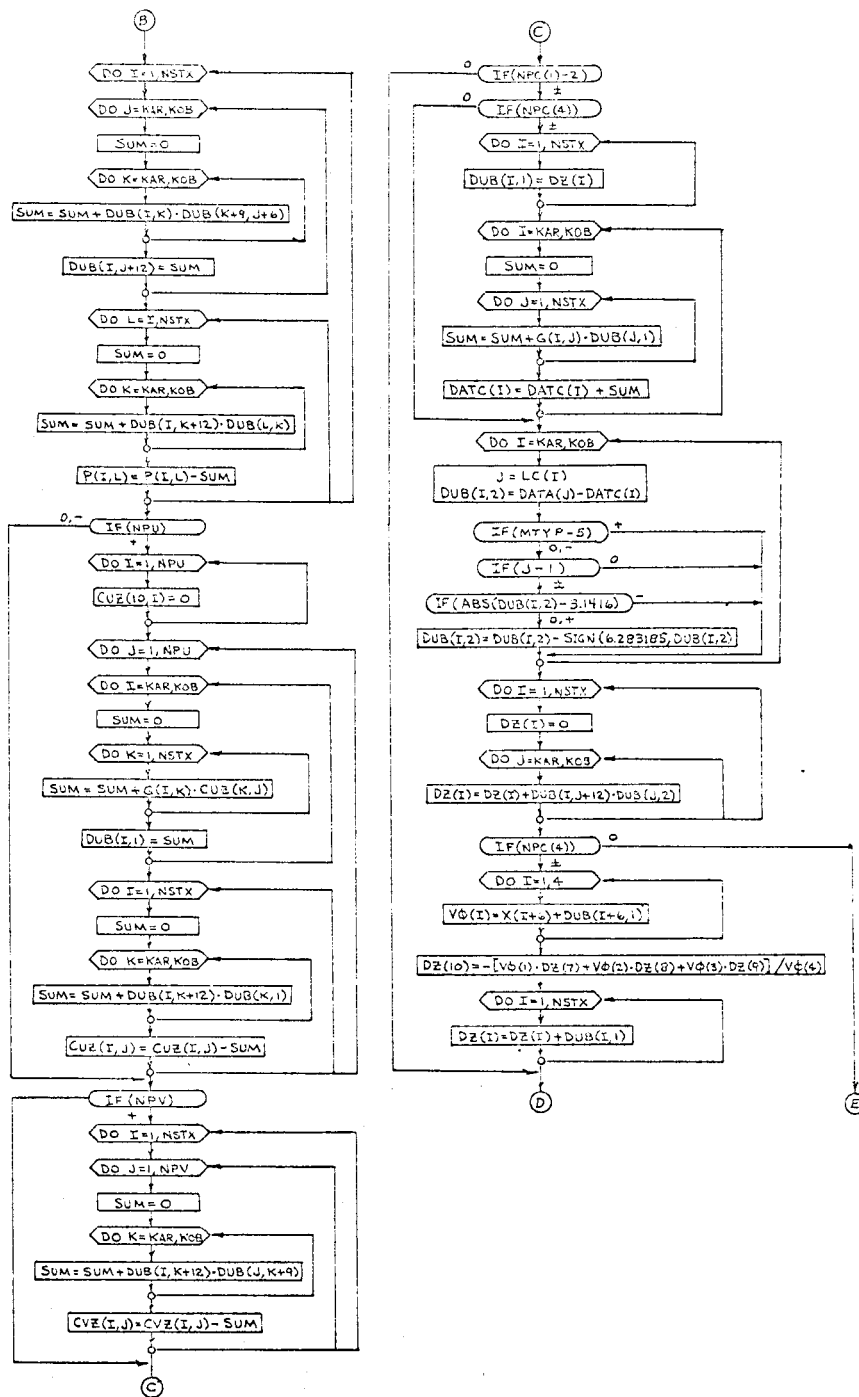 B
DO I=1,NSTX
DO J=KAR,KOB
SUM=0
DO K=KAR,KOB
SUM=SUM+DUB(I,K)·DUB(K+9,J+6)
DUB(I,J+12)=SUM
DO L=I,NSTX
SUM=0
DO K=KAR,KOB
SUM=SUM+DUB(I,K+12)·DUB(L,K)
P(I,L)=P(I,L)-SUM
0,-
IF(NPU)
+
DO I=1,NPU
CUZ(10,I)=0
DO J=1,NPU
DO I=KAR,KOB
SUM=0
DO K=1,NSTX
SUM=SUM+G(I,K)·CUZ(K,J)
DUB(I,1)=SUM
DO I=1,NSTX
SUM=0
DO K=KAR,KOB
SUM=SUM+DUB(I,K+12)·DUB(K,1)
CUZ(I,J)=CUZ(I,J)-SUM
IF(NPV)
+
DO I=1,NSTX
DO J=1,NPV
SUM=0
DO K=KAR,KOB
SUM=SUM+DUB(I,K+12)·DUB(J,K+9)
CVZ(I,J)=CVZ(I,J)-SUM
C
C
0
IF(NPC(1)-2)
±
0
IF(NPC(4))
±
DO I=1,NSTX
DUB(I,1)=DZ(I)
DO I=KAR,KOB
SUM=0
DO J=1,NSTX
SUM=SUM+G(I,J)·DUB(J,1)
DATC(I)=DATC(I)+SUM
DO I=KAR,KOB
J=LC(I)
DUB(I,2)=DATA(J)-DATC(I)
IF(MTYP-5)
+
0,-
IF(J-1)
0
±
IF(ABS(DUB(I,2)-3.1416)
-
0,+
DUB(I,2)=DUB(I,2)-SIGN(6.283185,DUB(I,2)
DO I=1,NSTX
DZ(I)=0
DO J=KAR,KOB
DZ(I)=DZ(I)+DUB(I,J+12)·DUB(J,2)
IF(NPC(4))
0
±
DO I=1,4
Vϕ(I)=X(I+6)+DUB(I+6,1)
DZ(10)=-[Vϕ(1)·DZ(7)+Vϕ(2)·DZ(8)+Vϕ(3)·DZ(9)]/Vϕ(4)
DO I=1,NSTX
DZ(I)=DZ(I)+DUB(I,1)
D
E